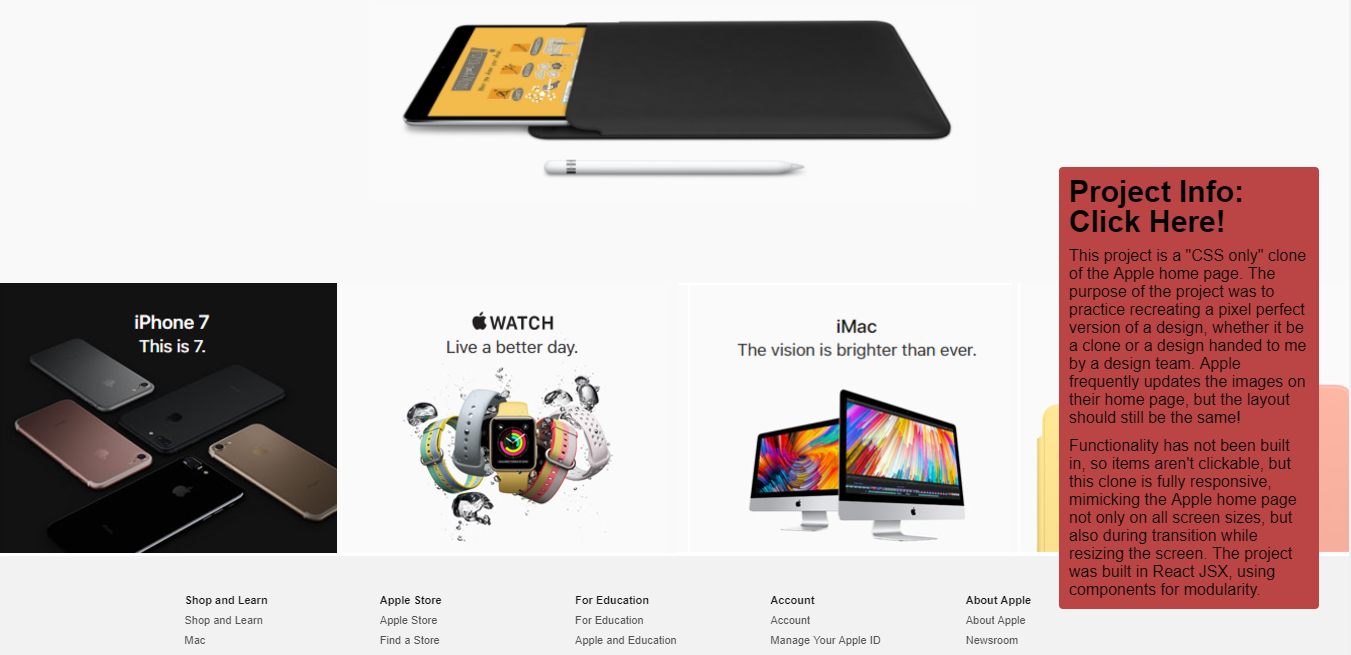 iPhone 7
This is 7.
WATCH
Live a better day.
iMac
The vision is brighter than ever.
Project Info:
Click Here!
This project is a "CSS only" clone
of the Apple home page. The
purpose of the project was to
practice recreating a pixel perfect
version of a design, whether it be
a clone or a design handed to me
by a design team. Apple
frequently updates the images on
their home page, but the layout
should still be the same!
Functionality has not been built
in, so items aren't clickable, but
this clone is fully responsive,
mimicking the Apple home page
not only on all screen sizes, but
also during transition while
resizing the screen. The project
was built in React JSX, using
components for modularity.
Shop and Learn
Shop and Learn
Mac
Apple Store
Apple Store
Find a Store
For Education
For Education
Apple and Education
Account
Account
Manage Your Apple ID
About Apple
About Apple
Newsroom